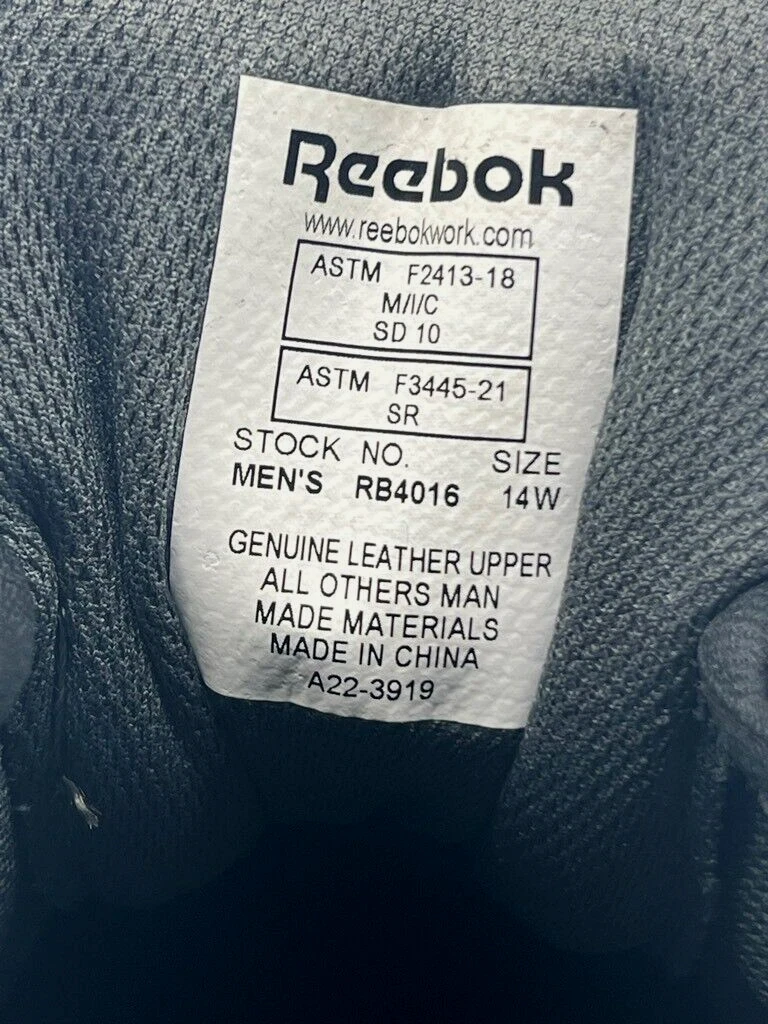 Reebok
www.reebokwork.com
ASTM F2413-18
M/I/C
SD 10
ASTM F3445-21
SR
STOCK NO. SIZE
MEN'S RB4016 14W
GENUINE LEATHER UPPER
ALL OTHERS MAN
MADE MATERIALS
MADE IN CHINA
A22-3919